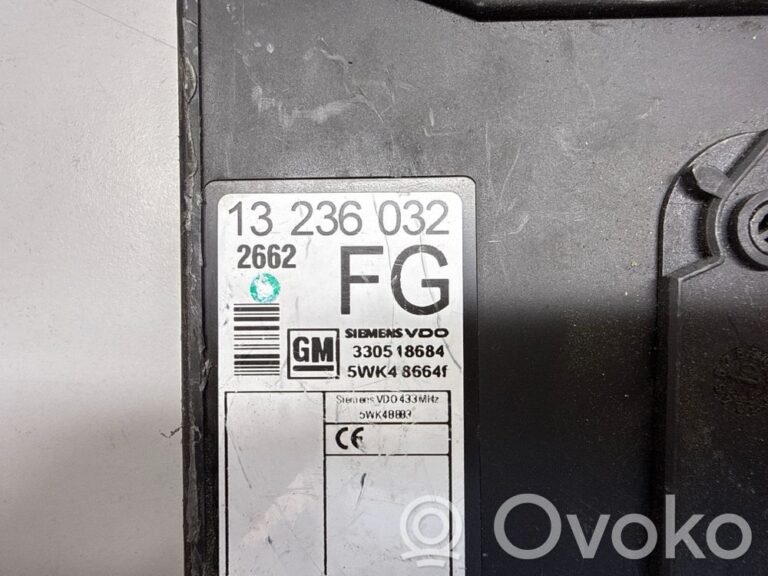 13 236 032
2662
FG
GM
SIEMENS VDO
330518684
5WK4 8664f
Siemens VDO 433 MHz
CE
Ovoko